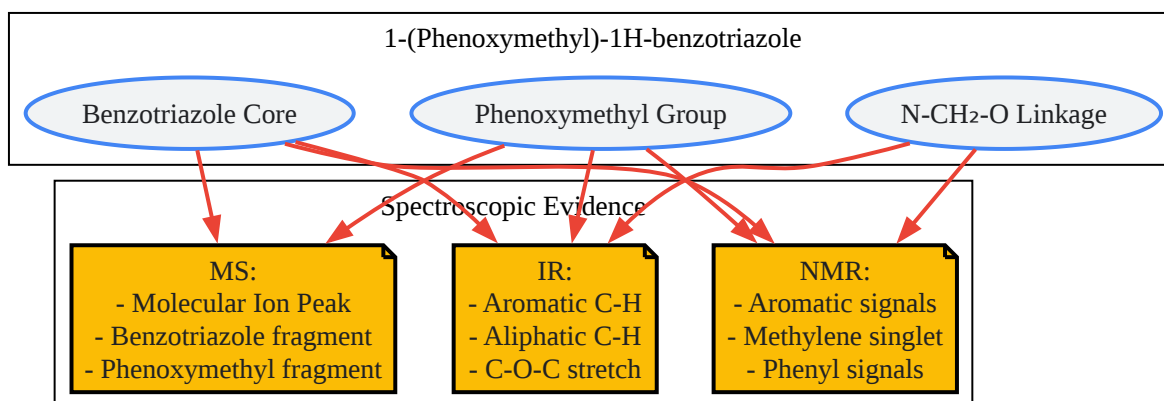 1-(Phenoxymethyl)-1H-benzotriazole
Benzotriazole Core
Phenoxymethyl Group
N-CH₂-O Linkage
Spectroscopic Evidence
MS:
- Molecular Ion Peak
- Benzotriazole fragment
- Phenoxymethyl fragment
IR:
- Aromatic C-H
- Aliphatic C-H
- C-O-C stretch
NMR:
- Aromatic signals
- Methylene singlet
- Phenyl signals